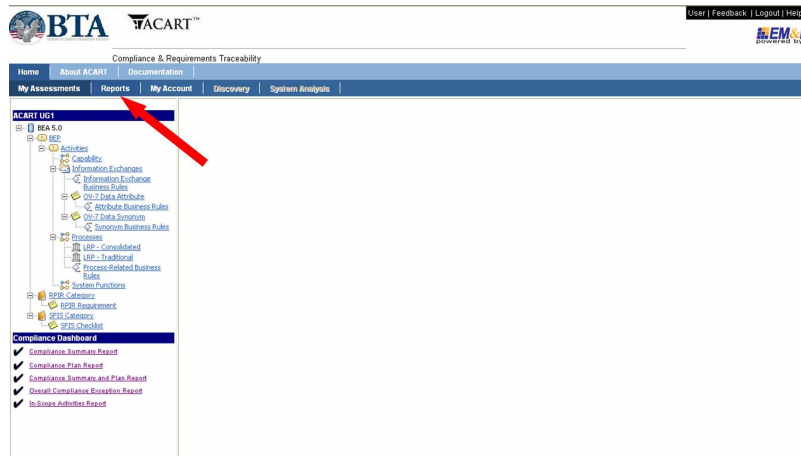 User | Feedback | Logout | Help
BTA TACART™
EM&
powered by
Compliance & Requirements Traceability
Home About ACART Documentation
My Assessments Reports My Account Discovery System Analysis
ACART UG1
BEA 5.0
BEP
Activities
Capability
Information Exchanges
Information Exchange
Business Rules
OV-7 Data Attribute
Attribute Business Rules
OV-7 Data Synonym
Synonym Business Rules
Processes
LRP - Consolidated
LRP - Traditional
Process-Related Business
Rules
System Functions
RPIR Category
RPIR Requirement
SFIS Category
SFIS Checklist
Compliance Dashboard
Compliance Summary Report
Compliance Plan Report
Compliance Summary and Plan Report
Overall Compliance Exception Report
In-Scope Activities Report